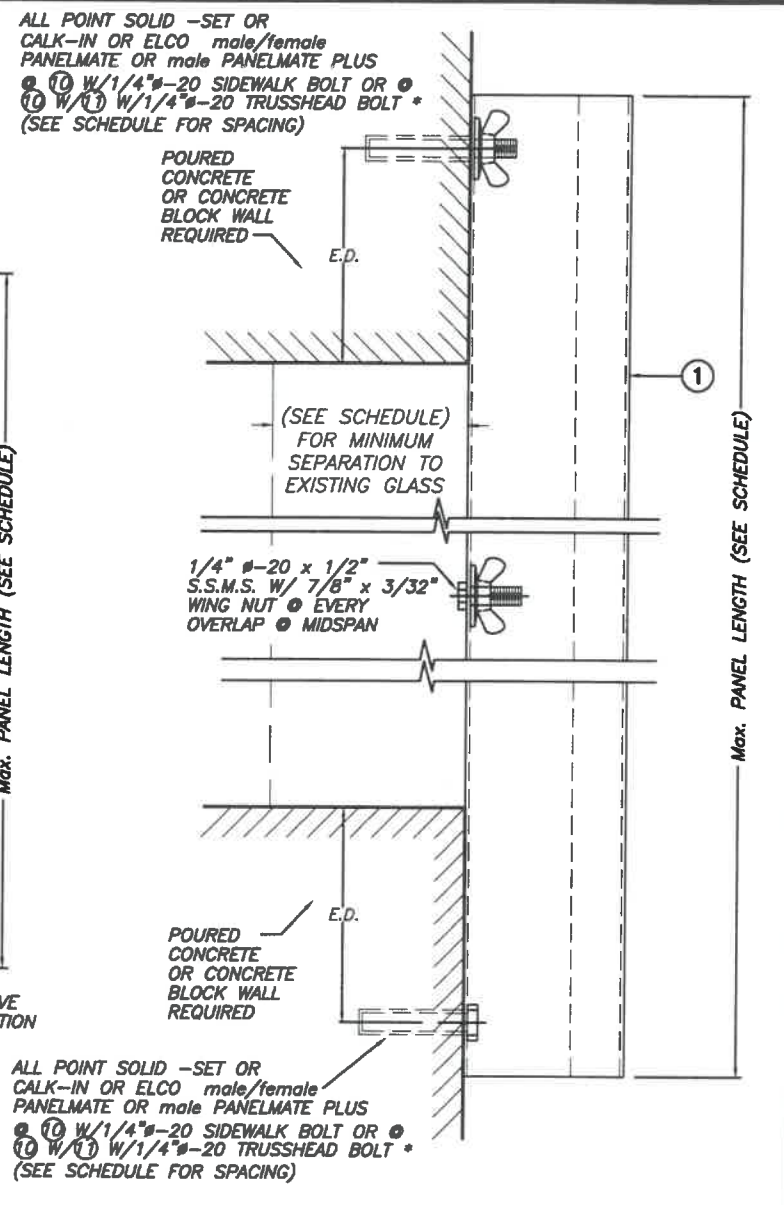 ALL POINT SOLID -SET OR
CALK-IN OR ELCO male/female
PANELMATE OR male PANELMATE PLUS
@ ⑩ W/1/4"ø-20 SIDEWALK BOLT OR @
⑩ W/⑪ W/1/4"ø-20 TRUSSHEAD BOLT *
(SEE SCHEDULE FOR SPACING)
POURED
CONCRETE
OR CONCRETE
BLOCK WALL
REQUIRED
E.D.
①
(SEE SCHEDULE)
FOR MINIMUM
SEPARATION TO
EXISTING GLASS
Max. PANEL LENGTH (SEE SCHEDULE)
Max. PANEL LENGTH (SEE SCHEDULE)
1/4" ø-20 x 1/2"
S.S.M.S. W/ 7/8" x 3/32"
WING NUT @ EVERY
OVERLAP @ MIDSPAN
E.D.
POURED
CONCRETE
OR CONCRETE
BLOCK WALL
REQUIRED
VE
TION
ALL POINT SOLID -SET OR
CALK-IN OR ELCO male/female
PANELMATE OR male PANELMATE PLUS
@ ⑩ W/1/4"ø-20 SIDEWALK BOLT OR @
⑩ W/⑪ W/1/4"ø-20 TRUSSHEAD BOLT *
(SEE SCHEDULE FOR SPACING)